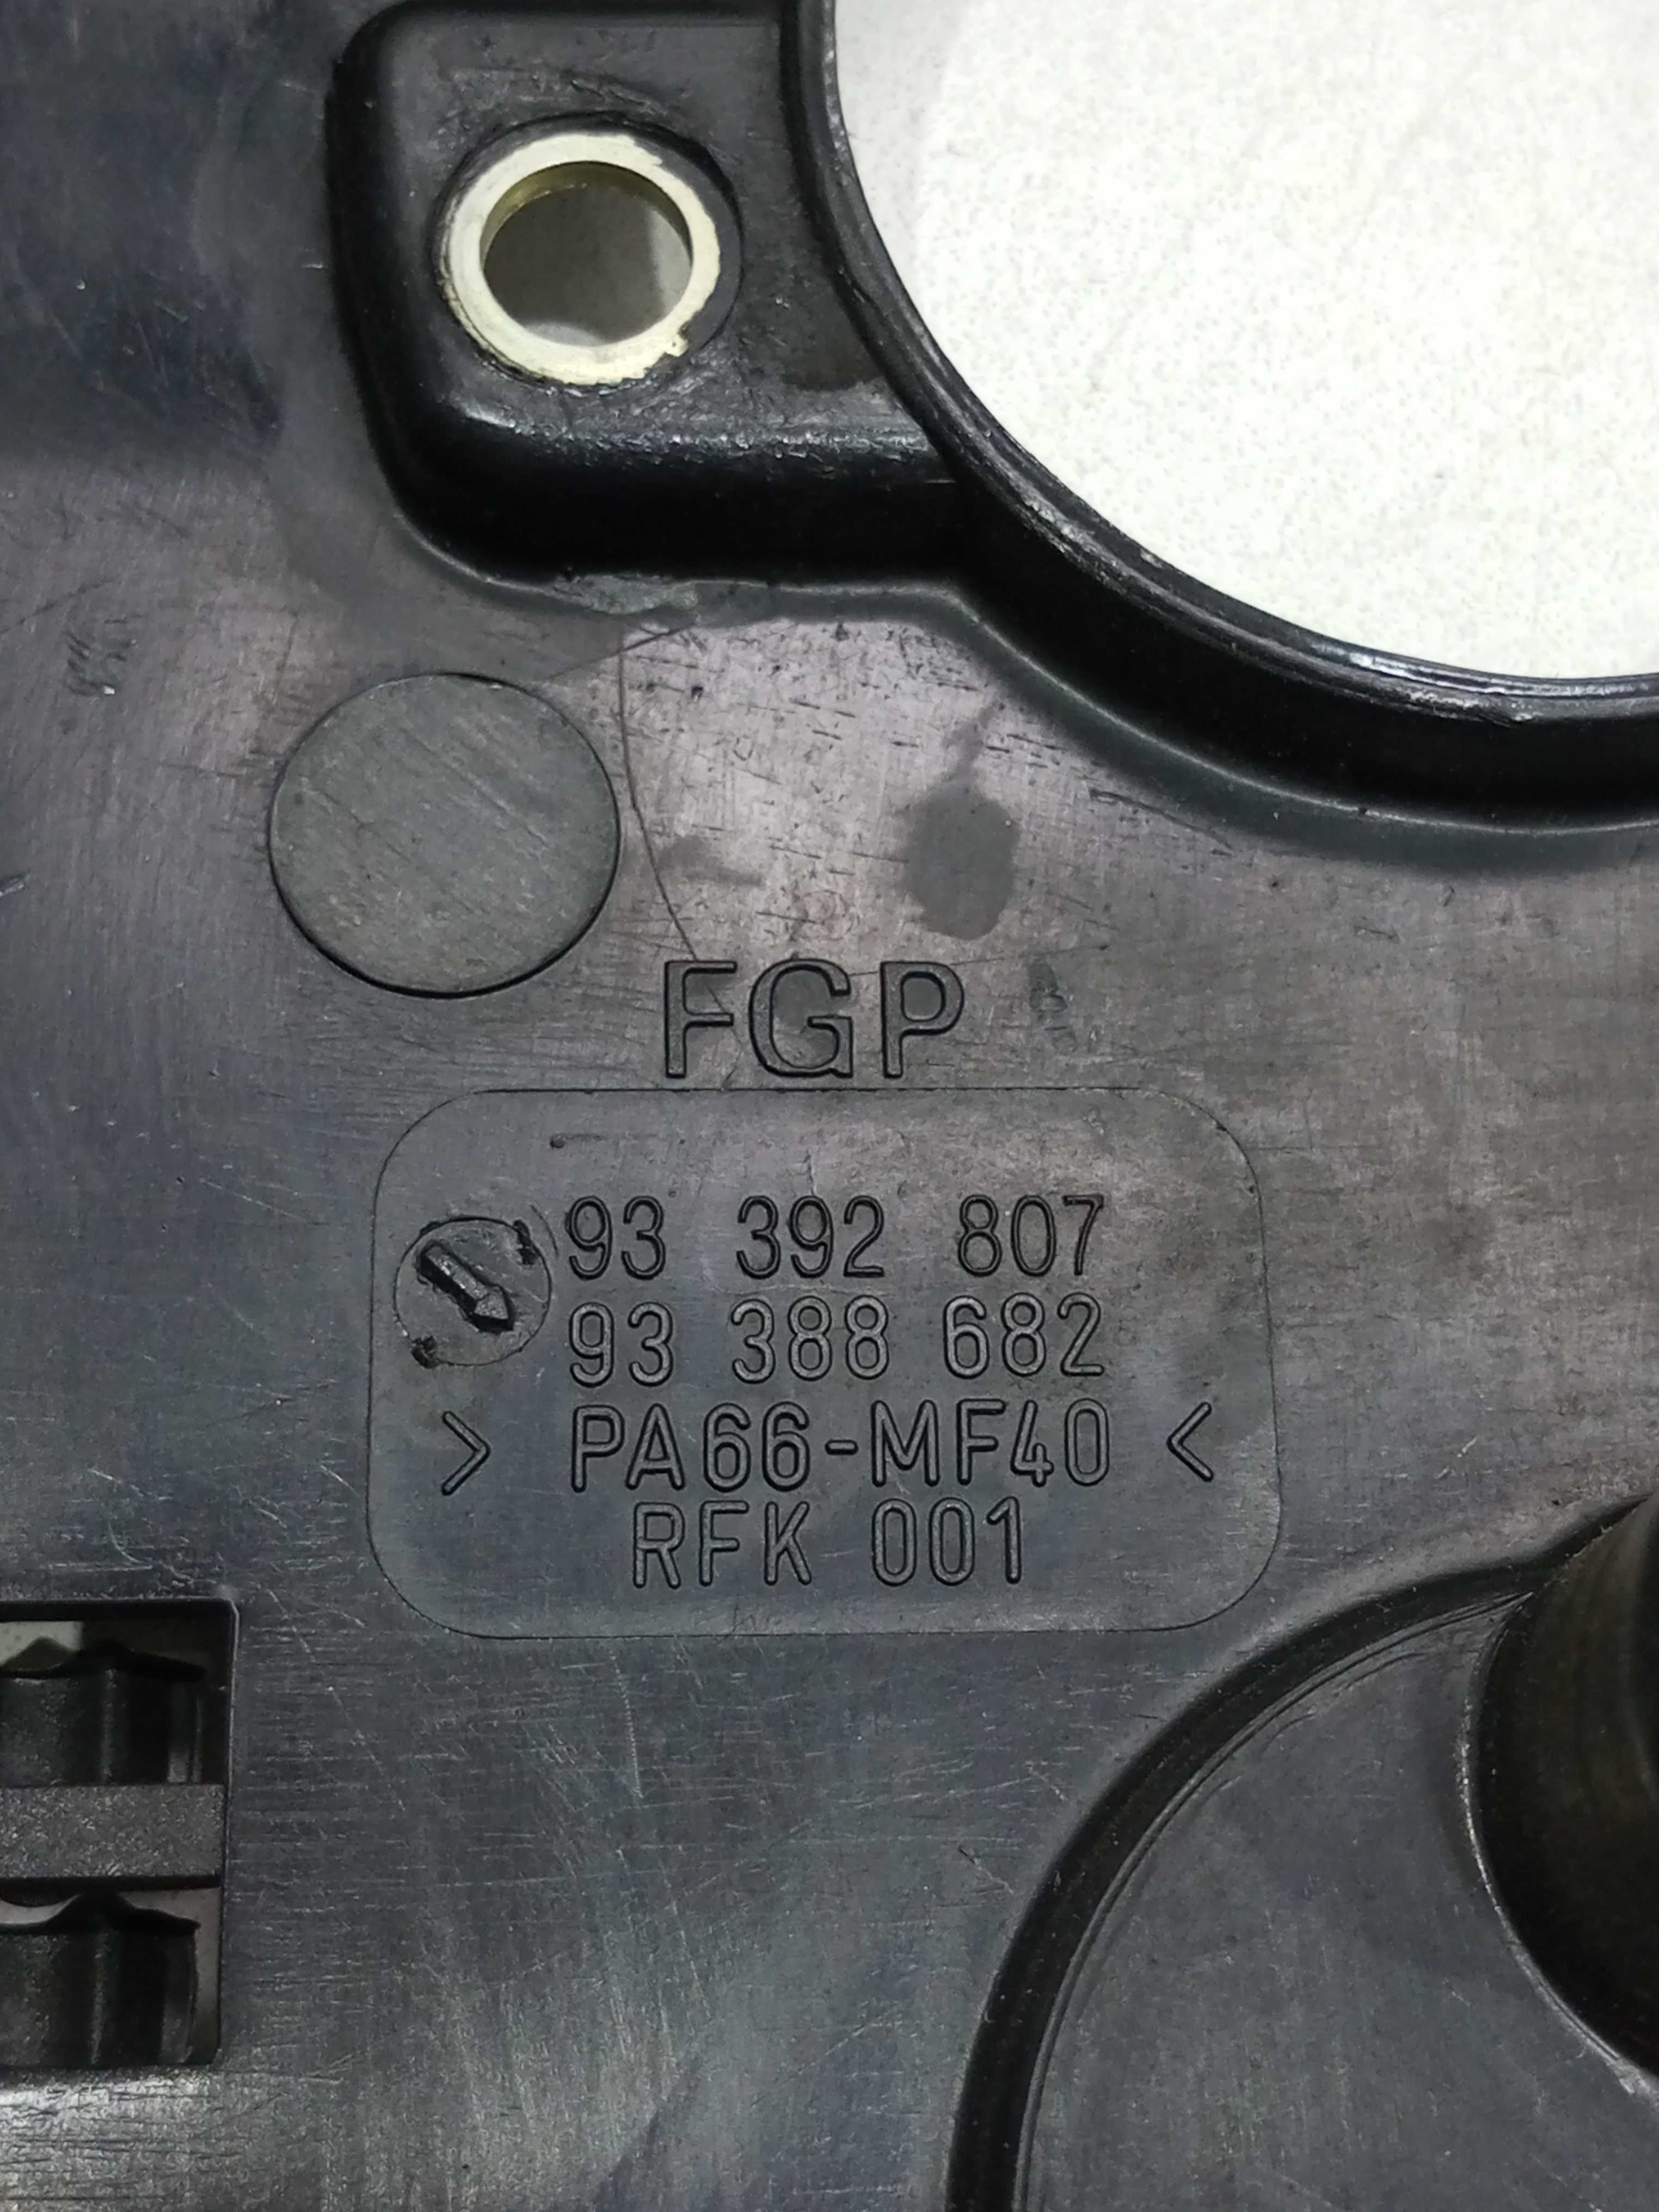 FGP
93 392 807
93 388 682
> PA66-MF40 <
RFK 001